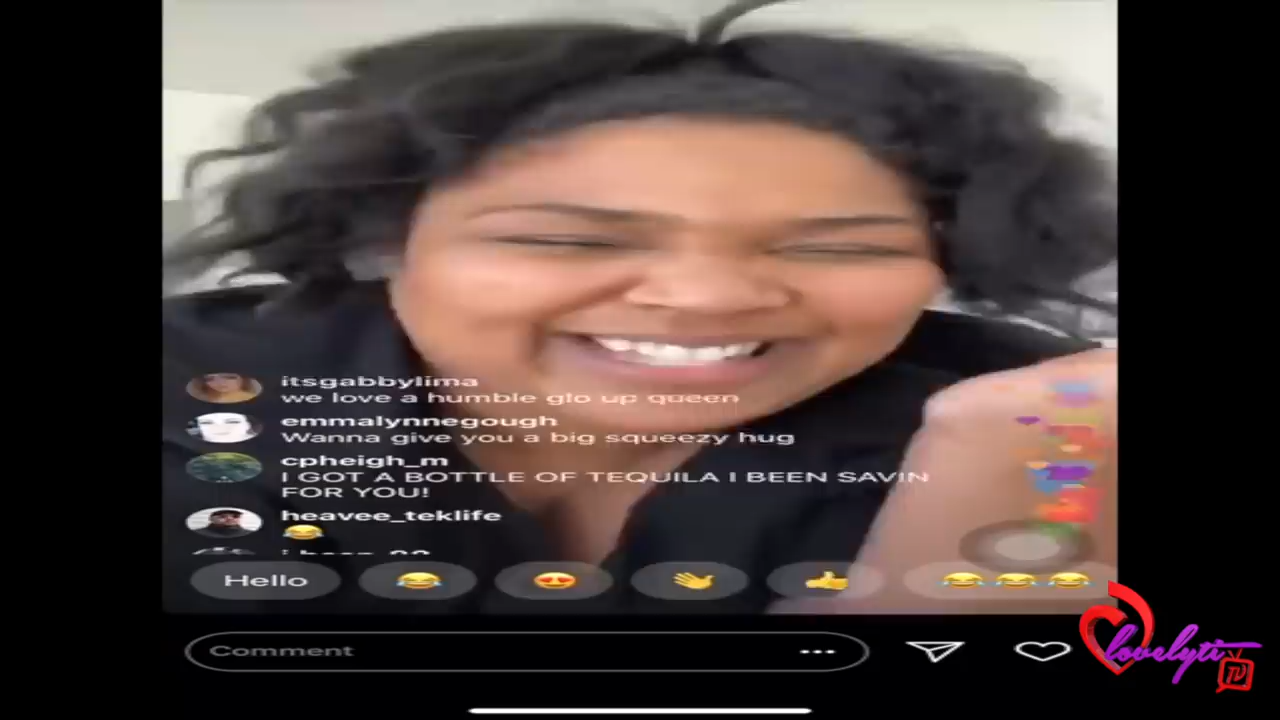 itsgabbylima
we love a humble glo up queen
emmalynnegough
Wanna give you a big squeezy hug
cpheigh_m
I GOT A BOTTLE OF TEQUILA I BEEN SAVIN
FOR YOU!
heavee_teklife
😂
Hello 😂 😍 👋 👍 😂😂😂
Comment
lovelyti
TV